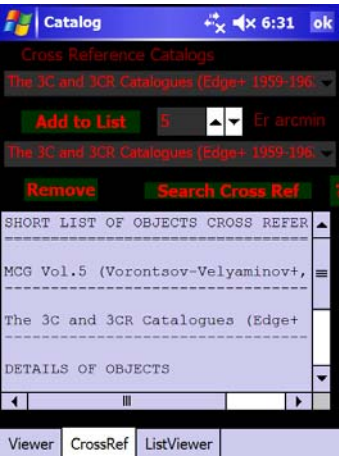 Catalog 6:31 ok
Cross Reference Catalogs
The 3C and 3CR Catalogues (Edge+ 1959-196
Add to List 5 Er arcmin
The 3C and 3CR Catalogues (Edge+ 1959-196.
Remove Search Cross Ref ?
SHORT LIST OF OBJECTS CROSS REFER
------------------------------------
MCG Vol.5 (Vorontsov-Velyaminov+,
------------------------------------
The 3C and 3CR Catalogues (Edge+
------------------------------------
DETAILS OF OBJECTS
Viewer CrossRef ListViewer